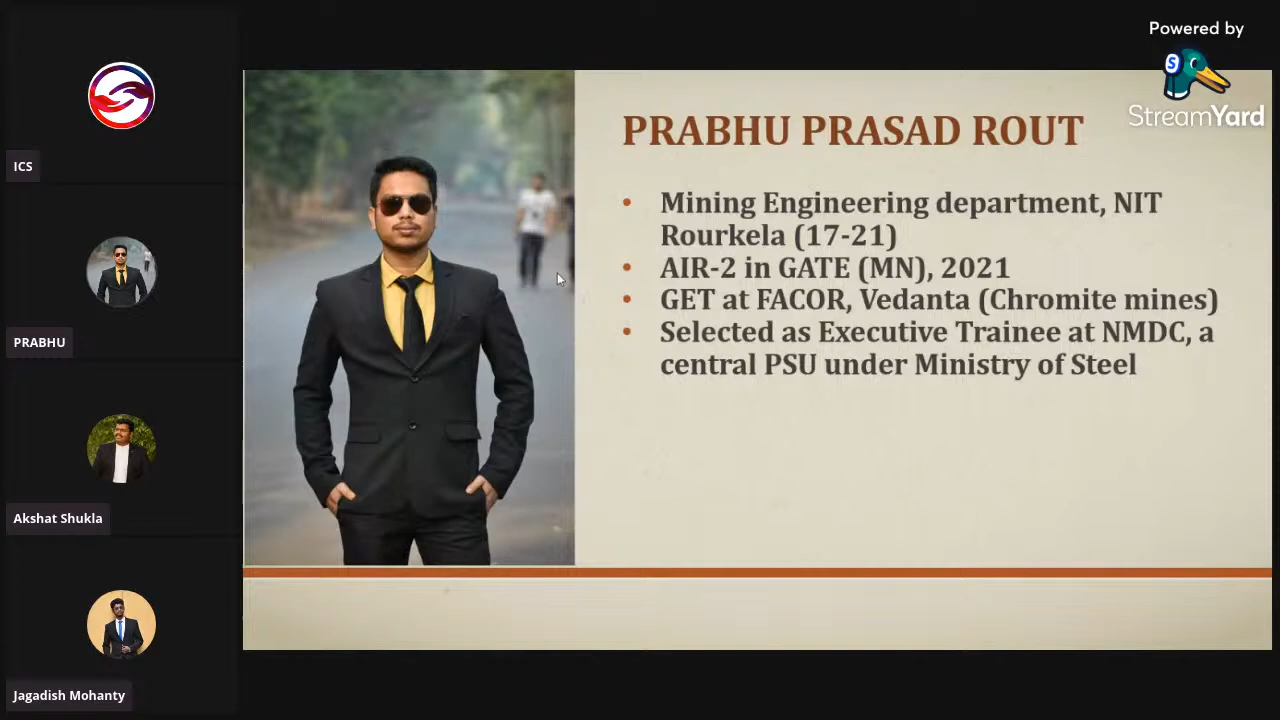 Powered by
StreamYard
ICS
PRABHU
Akshat Shukla
Jagadish Mohanty
PRABHU PRASAD ROUT
• Mining Engineering department, NIT
Rourkela (17-21)
• AIR-2 in GATE (MN), 2021
• GET at FACOR, Vedanta (Chromite mines)
• Selected as Executive Trainee at NMDC, a
central PSU under Ministry of Steel